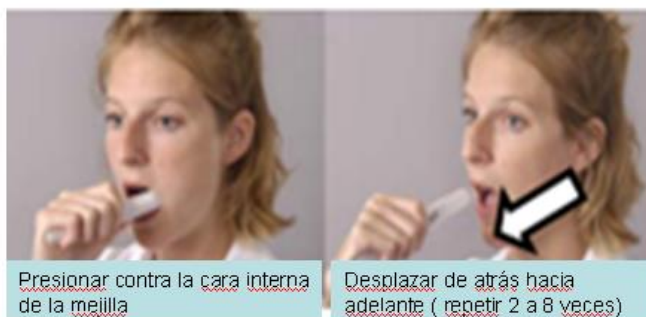 Presionar contra la cara interna
de la mejilla
Desplazar de atrás hacia
adelante ( repetir 2 a 8 veces)